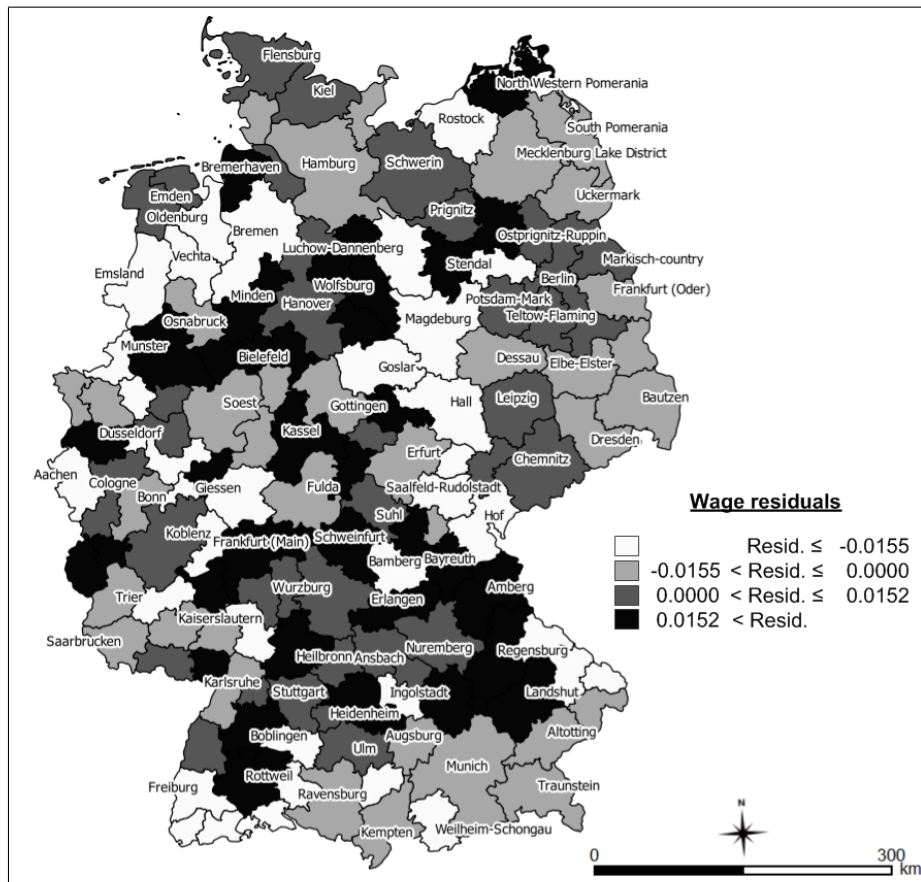 Flensburg
Kiel
North Western Pomerania
Rostock
South Pomerania
Mecklenburg Lake District
Hamburg
Schwerin
Bremerhaven
Uckermark
Emden
Oldenburg
Prignitz
Bremen
Ostprignitz-Ruppin
Luchow-Dannenberg
Vechta
Markisch-country
Stendal
Emsland
Berlin
Wolfsburg
Frankfurt (Oder)
Minden
Hanover
Potsdam-Mark
Magdeburg
Teltow-Flaming
Osnabruck
Munster
Bielefeld
Dessau
Elbe-Elster
Goslar
Bautzen
Leipzig
Soest
Gottingen
Hall
Düsseldorf
Kassel
Dresden
Erfurt
Chemnitz
Aachen
Cologne
Giessen
Fulda
Saalfeld-Rudolstadt
Bonn
Suhl
Hof
Koblenz
Frankfurt (Main)
Schweinfurt
Bamberg
Bayreuth
Wurzburg
Amberg
Trier
Erlangen
Kaiserslautern
Saarbrucken
Nuremberg
Regensburg
Heilbronn
Ansbach
Karlsruhe
Stuttgart
Ingolstadt
Landshut
Heidenheim
Boblingen
Augsburg
Altotting
Ulm
Munich
Rottweil
Freiburg
Ravensburg
Traunstein
Kempten
Weilheim-Schongau
Wage residuals
Resid. ≤ -0.0155
-0.0155 < Resid. ≤ 0.0000
0.0000 < Resid. ≤ 0.0152
0.0152 < Resid.
N
0 300
km